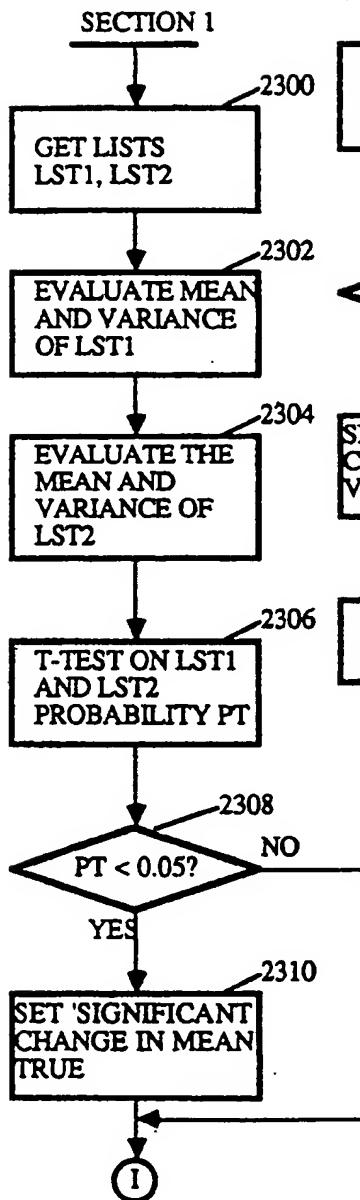 SECTION 1
2300
GET LISTS
LST1, LST2
2302
EVALUATE MEAN
AND VARIANCE
OF LST1
2304
EVALUATE THE
MEAN AND
VARIANCE OF
LST2
2306
T-TEST ON LST1
AND LST2
PROBABILITY PT
2308
PT < 0.05?
NO
YES
2310
SET 'SIGNIFICANT
CHANGE IN MEAN
TRUE
I